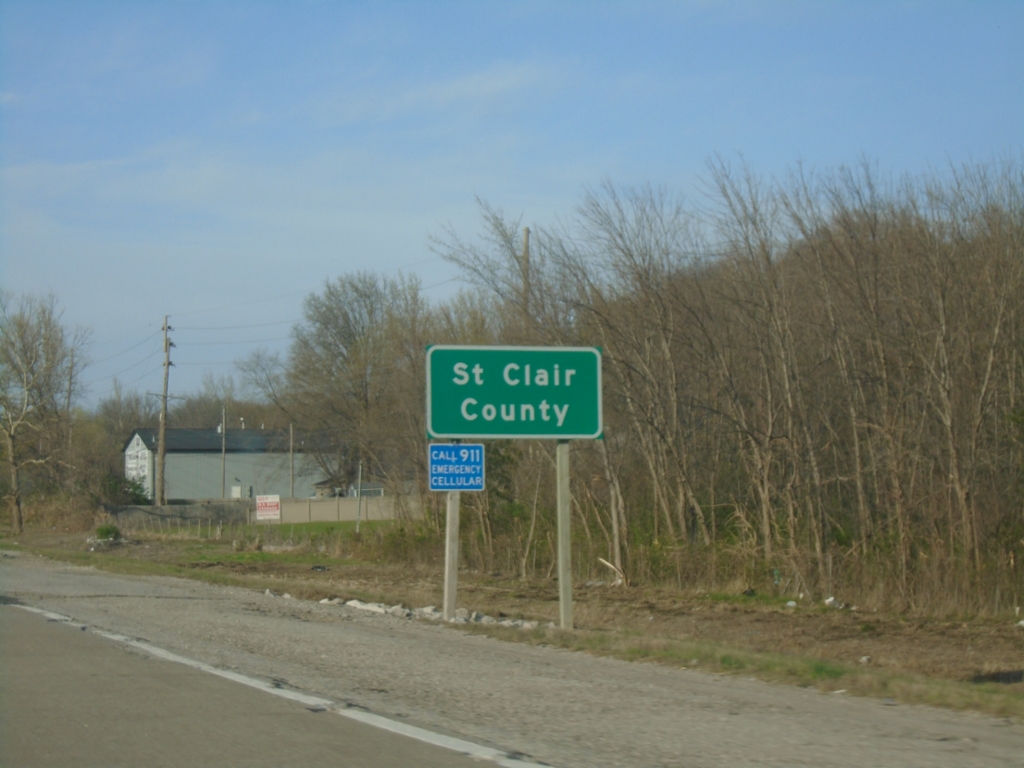 St Clair
County
CALL 911
EMERGENCY
CELLULAR